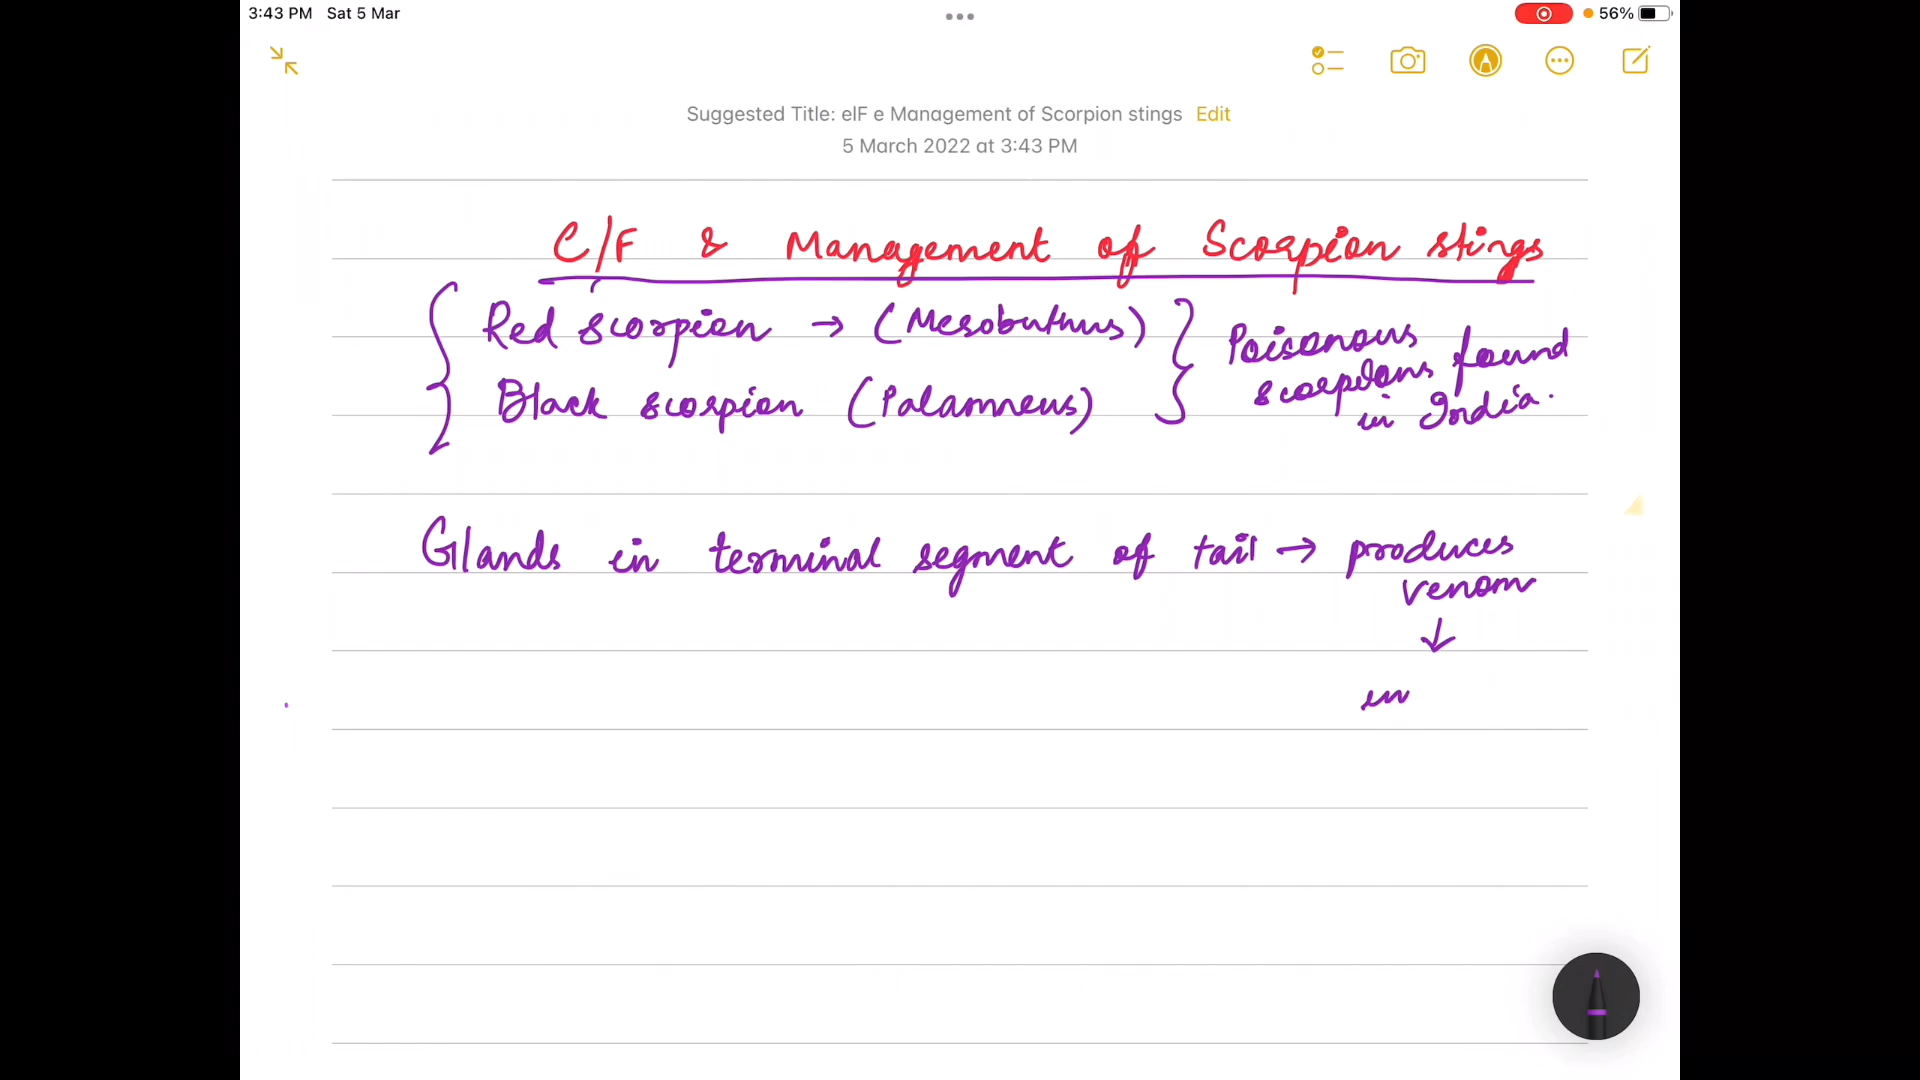 3:43 PM Sat 5 Mar
56%
Suggested Title: elF e Management of Scorpion stings Edit
5 March 2022 at 3:43 PM
C/F & Management of Scorpion stings
Red scorpion → (Mesobuthus)
Black scorpion (Palamneus)
Poisonous
scorpions found
in India.
Glands in terminal segment of tail → produces
venom
↓
in